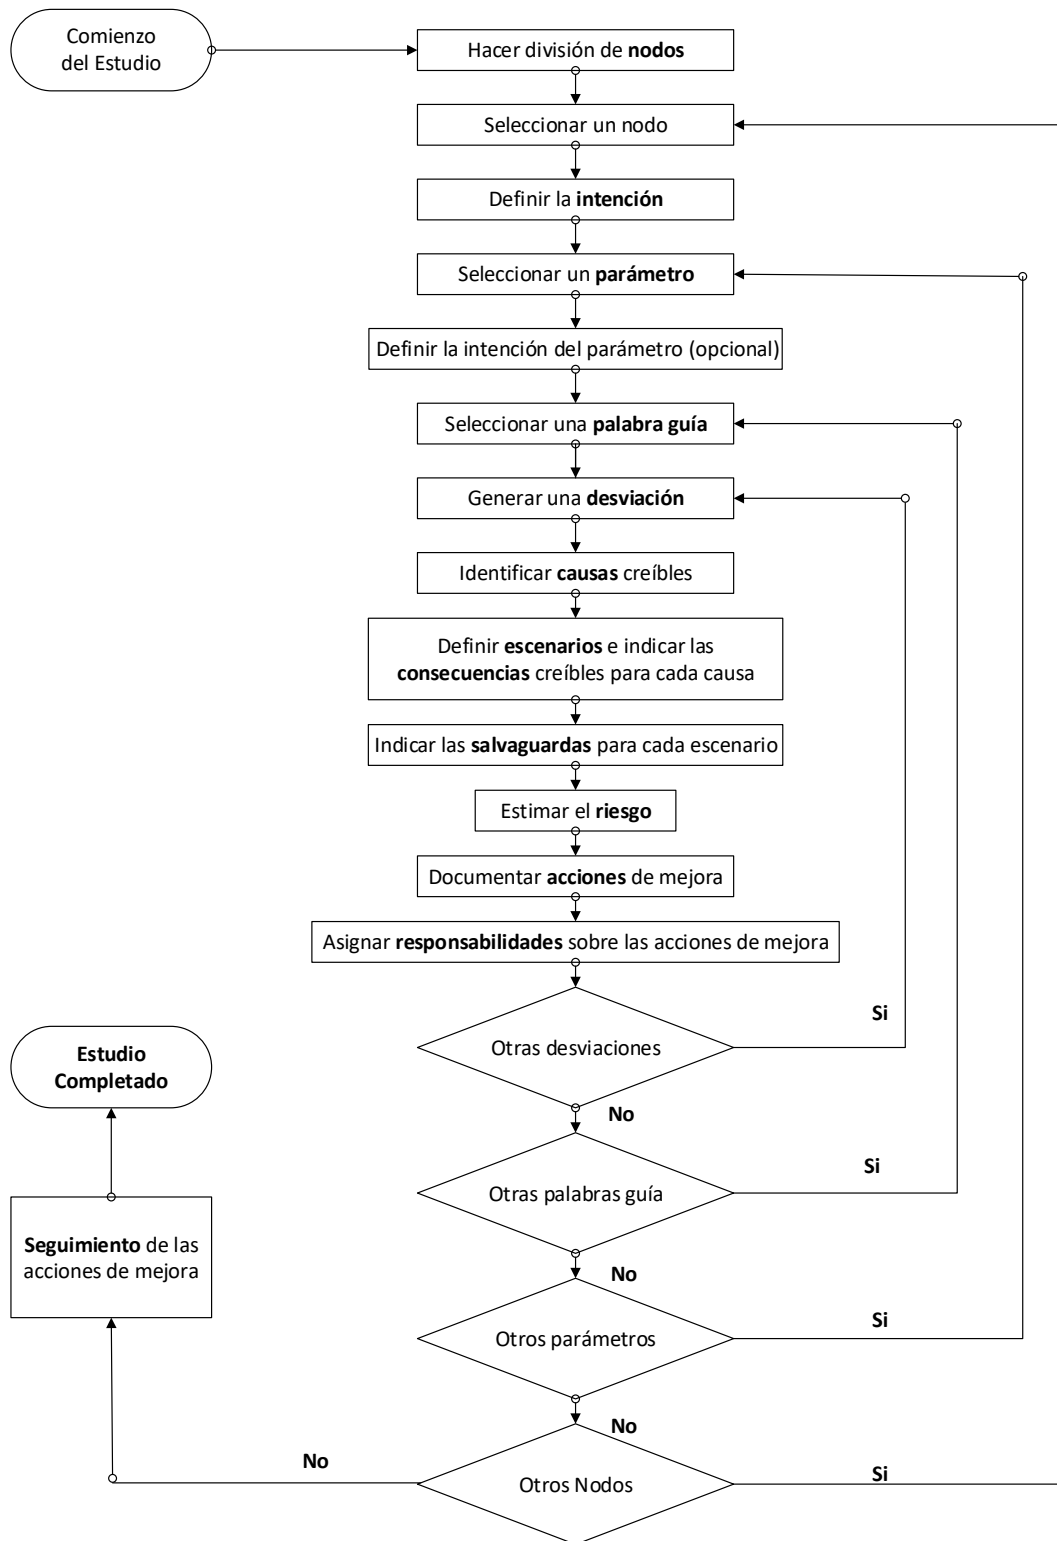 Comienzo
del Estudio
Hacer división de nodos
Seleccionar un nodo
Definir la intención
Seleccionar un parámetro
Definir la intención del parámetro (opcional)
Seleccionar una palabra guía
Generar una desviación
Identificar causas creíbles
Definir escenarios e indicar las
consecuencias creíbles para cada causa
Indicar las salvaguardas para cada escenario
Estimar el riesgo
Documentar acciones de mejora
Asignar responsabilidades sobre las acciones de mejora
Si
Otras desviaciones
No
Si
Otras palabras guía
No
Si
Otros parámetros
No
Si
Otros Nodos
No
Seguimiento de las
acciones de mejora
Estudio
Completado